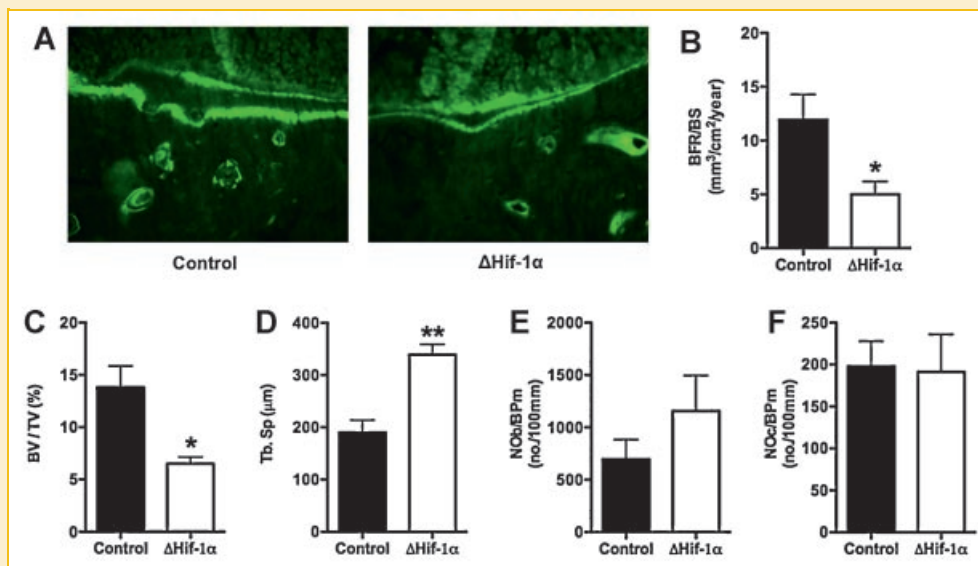 A
Control
ΔHif-1α
B
BFR/BS
(mm³/cm²/year)
20
15
10
5
0
*
Control
ΔHif-1α
C
BV/TV (%)
20
15
10
5
0
*
Control
ΔHif-1α
D
Tb. Sp (μm)
400
300
200
100
0
**
Control
ΔHif-1α
E
NOb/BPm
(no./100mm)
2000
1500
1000
500
0
Control
ΔHif-1α
F
NOc/BPm
(no./100mm)
250
200
150
100
50
0
Control
ΔHif-1α